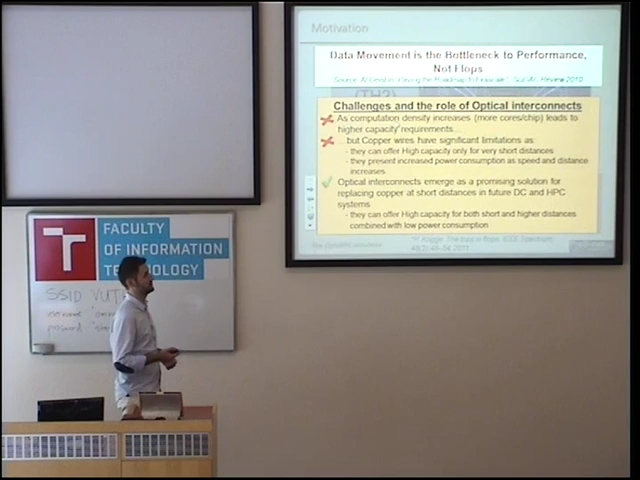 Motivation
Data Movement is the Bottleneck to Performance,
Not Flops
Challenges and the role of Optical interconnects
As computation density increases (more cores/chip) leads to
higher capacity requirements...
... but Copper wires have significant limitations as:
- they can offer High capacity only for very short distances
- they present increased power consumption as speed and distance
increases
Optical interconnects emerge as a promising solution for
replacing copper at short distances in future DC and HPC
systems
- they can offer High capacity for both short and higher distances
combined with low power consumption
FACULTY
OF INFORMATION
TECHNOLOGY
SSID VUT
password